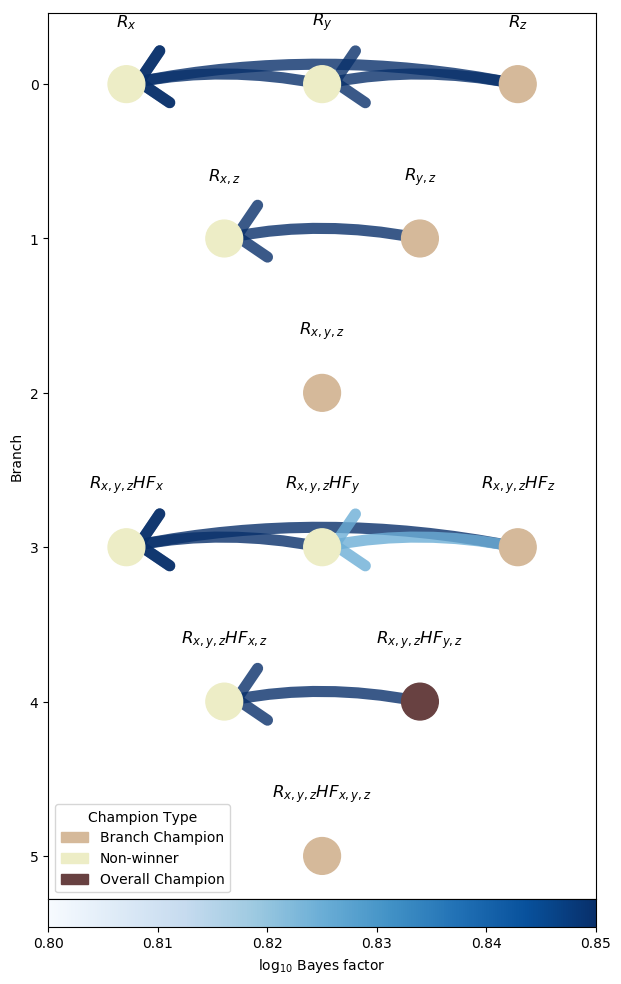 R_x R_y R_z
0
R_{x,z} R_{y,z}
1
R_{x,y,z}
2
R_{x,y,z}HF_x R_{x,y,z}HF_y R_{x,y,z}HF_z
3
Branch
R_{x,y,z}HF_{x,z} R_{x,y,z}HF_{y,z}
4
R_{x,y,z}HF_{x,y,z}
5
Champion Type
Branch Champion
Non-winner
Overall Champion
0.80 0.81 0.82 0.83 0.84 0.85
log_{10} Bayes factor